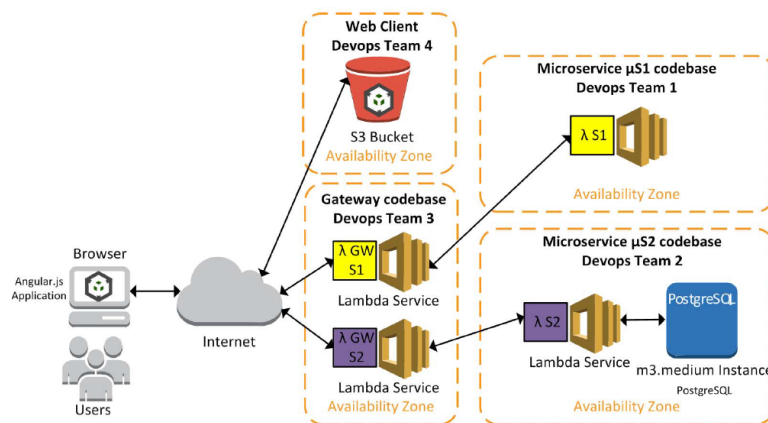 Web Client
Devops Team 4
S3 Bucket
Availability Zone
Microservice µS1 codebase
Devops Team 1
λ S1
Availability Zone
Gateway codebase
Devops Team 3
λ GW
S1
Lambda Service
λ GW
S2
Lambda Service
Availability Zone
Browser
Angular.js
Application
Internet
Users
Microservice µS2 codebase
Devops Team 2
λ S2
Lambda Service
PostgreSQL
m3.medium Instance
PostgreSQL
Availability Zone